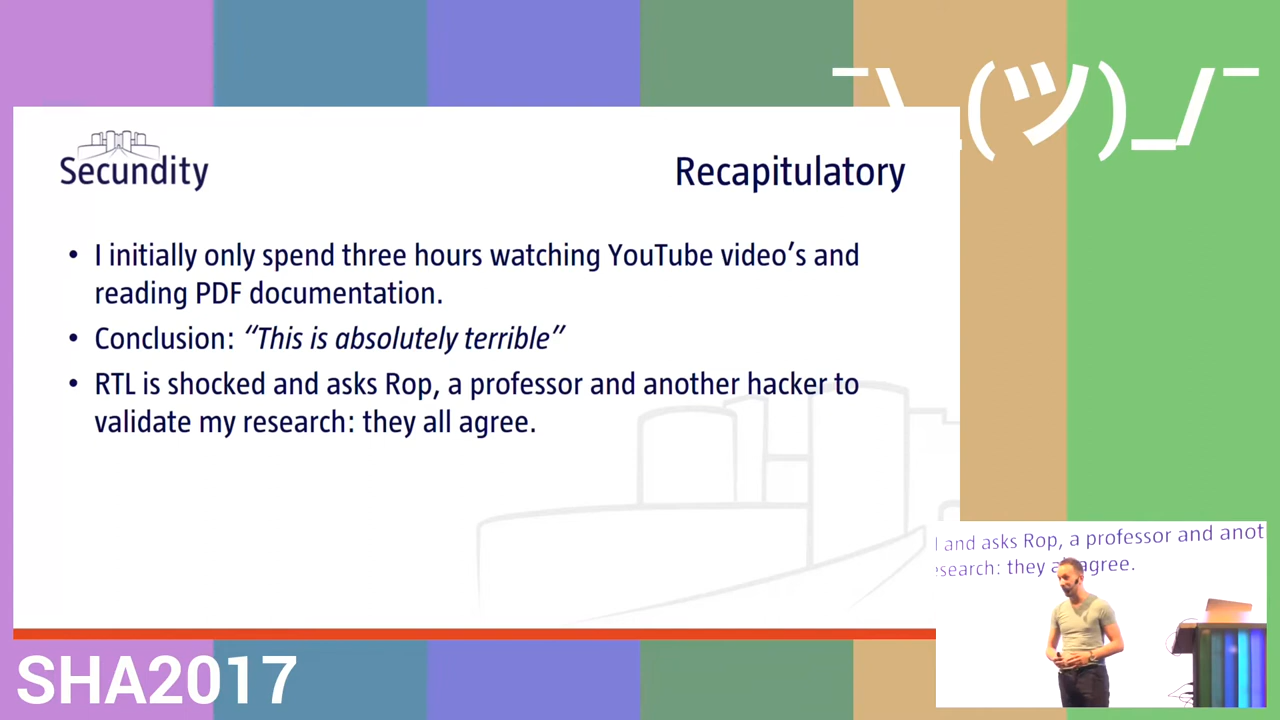 ¯\_(ツ)_/¯
Secundity
Recapitulatory
• I initially only spend three hours watching YouTube video's and
reading PDF documentation.
• Conclusion: “This is absolutely terrible”
• RTL is shocked and asks Rop, a professor and another hacker to
validate my research: they all agree.
and asks Rop, a professor and anot
esearch: they a agree.
SHA2017